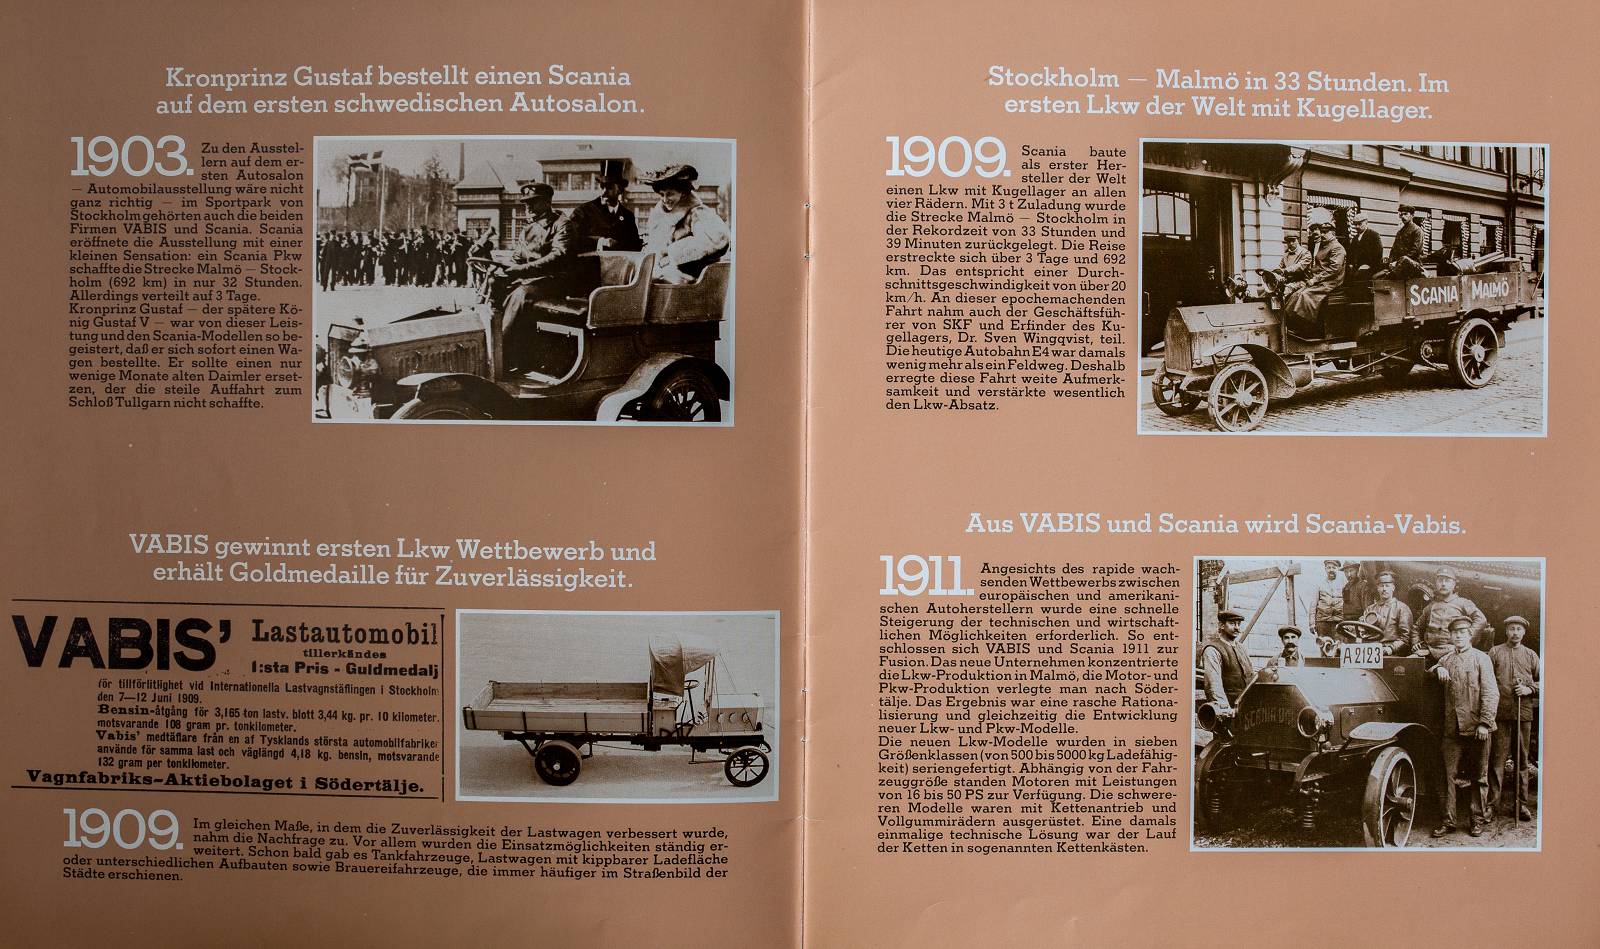 Kronprinz Gustaf bestellt einen Scania
auf dem ersten schwedischen Autosalon.
1903.
Zu den Ausstel-
lern auf dem er-
sten Autosalon
— Automobilausstellung wäre nicht
ganz richtig — im Sportpark von
Stockholm gehörten auch die beiden
Firmen VABIS und Scania. Scania
eröffnete die Ausstellung mit einer
kleinen Sensation: ein Scania Pkw
schaffte die Strecke Malmö — Stock-
holm (692 km) in nur 32 Stunden.
Allerdings verteilt auf 3 Tage.
Kronprinz Gustaf — der spätere Kö-
nig Gustaf V — war von dieser Leis-
tung und den Scania-Modellen so be-
geistert, daß er sich sofort einen Wa-
gen bestellte. Er sollte einen nur
wenige Monate alten Daimler erset-
zen, der die steile Auffahrt zum
Schloß Tullgarn nicht schaffte.
VABIS gewinnt ersten Lkw Wettbewerb und
erhält Goldmedaille für Zuverlässigkeit.
VABIS' Lastautomobil
tillerkändes
1:sta Pris - Guldmedalj
för tillförlitlighet vid Internationella Lastvagnstäflingen i Stockholm
den 7—12 Juni 1909.
Bensin-åtgång för 3,165 ton lastv. blott 3,44 kg. pr. 10 kilometer.
motsvarande 108 gram pr. tonkilometer.
Vabis' medtäflare från en af Tysklands största automobilfabriker
använde för samma last och väglängd 4,18 kg. bensin, motsvarande
132 gram per tonkilometer.
Vagnfabriks-Aktiebolaget i Södertälje.
1909.
Im gleichen Maße, in dem die Zuverlässigkeit der Lastwagen verbessert wurde,
nahm die Nachfrage zu. Vor allem wurden die Einsatzmöglichkeiten ständig er-
weitert. Schon bald gab es Tankfahrzeuge, Lastwagen mit kippbarer Ladefläche
oder unterschiedlichen Aufbauten sowie Brauereifahrzeuge, die immer häufiger im Straßenbild der
Städte erschienen.
Stockholm — Malmö in 33 Stunden. Im
ersten Lkw der Welt mit Kugellager.
1909.
Scania baute
als erster Her-
steller der Welt
einen Lkw mit Kugellager an allen
vier Rädern. Mit 3 t Zuladung wurde
die Strecke Malmö — Stockholm in
der Rekordzeit von 33 Stunden und
39 Minuten zurückgelegt. Die Reise
erstreckte sich über 3 Tage und 692
km. Das entspricht einer Durch-
schnittsgeschwindigkeit von über 20
km/h. An dieser epochemachenden
Fahrt nahm auch der Geschäftsfüh-
rer von SKF und Erfinder des Ku-
gellagers, Dr. Sven Wingqvist, teil.
Die heutige Autobahn E4 war damals
wenig mehr als ein Feldweg. Deshalb
erregte diese Fahrt weite Aufmerk-
samkeit und verstärkte wesentlich
den Lkw-Absatz.
SCANIA MALMÖ
Aus VABIS und Scania wird Scania-Vabis.
1911.
Angesichts des rapide wach-
senden Wettbewerbs zwischen
europäischen und amerikani-
schen Autoherstellern wurde eine schnelle
Steigerung der technischen und wirtschaft-
lichen Möglichkeiten erforderlich. So ent-
schlossen sich VABIS und Scania 1911 zur
Fusion. Das neue Unternehmen konzentrierte
die Lkw-Produktion in Malmö, die Motor- und
Pkw-Produktion verlegte man nach Söder-
tälje. Das Ergebnis war eine rasche Rationa-
lisierung und gleichzeitig die Entwicklung
neuer Lkw- und Pkw-Modelle.
Die neuen Lkw-Modelle wurden in sieben
Größenklassen (von 500 bis 5000 kg Ladefähig-
keit) seriengefertigt. Abhängig von der Fahr-
zeuggröße standen Motoren mit Leistungen
von 16 bis 50 PS zur Verfügung. Die schwere-
ren Modelle waren mit Kettenantrieb und
Vollgummirädern ausgerüstet. Eine damals
einmalige technische Lösung war der Lauf
der Ketten in sogenannten Kettenkästen.
A 2123